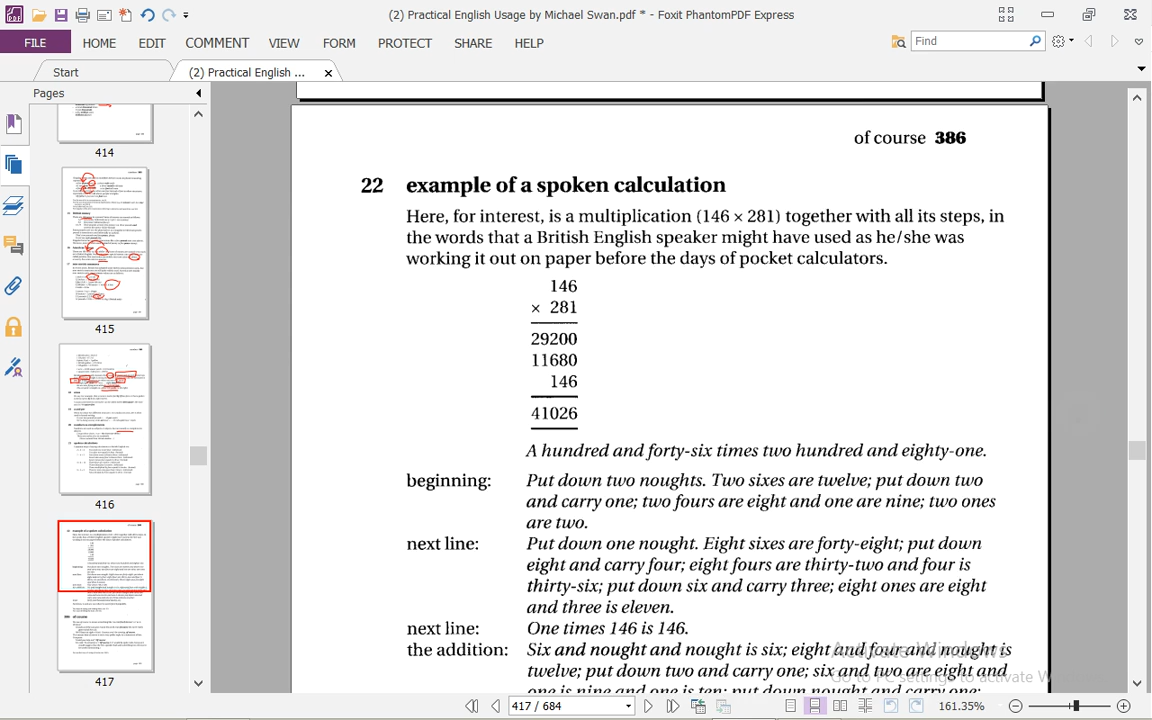 (2) Practical English Usage by Michael Swan.pdf * - Foxit PhantomPDF Express
FILE HOME EDIT COMMENT VIEW FORM PROTECT SHARE HELP
Find
Start
(2) Practical English ...
Pages
414
415
416
417
of course 386
22 example of a spoken calculation
Here, for interest, is a multiplication (146 × 281) together with all its steps, in
the words that a British English speaker might have used as he/she was
working it out on paper before the days of pocket calculators.
146
× 281
29200
11680
146
41026
A hundred and forty-six times two hundred and eighty-one.
beginning: Put down two noughts. Two sixes are twelve; put down two
and carry one; two fours are eight and one are nine; two ones
are two.
next line: Put down one nought. Eight sixes are forty-eight; put down
eight and carry four; eight fours are thirty-two and four is
thirty-six; put down six and carry three; eight ones are eight
and three is eleven.
next line: One times 146 is 146.
the addition: Six and nought and nought is six; eight and four and nought is
twelve; put down two and carry one; six and two are eight and
one is nine and one is ten; put down nought and carry one;
Activate Windows
Go to PC settings to activate Windows.
417 / 684
161.35%